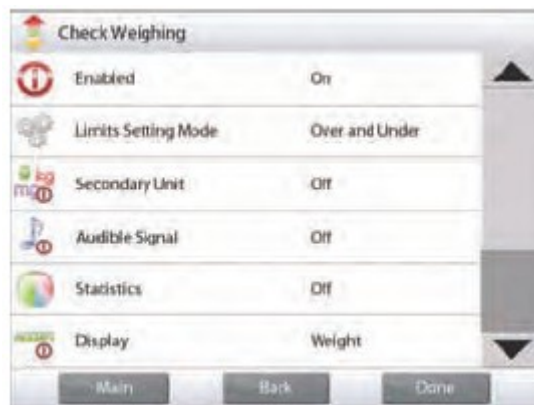 Check Weighing
Enabled On
Limits Setting Mode Over and Under
Secondary Unit Off
Audible Signal Off
Statistics Off
Display Weight
Main Back Done